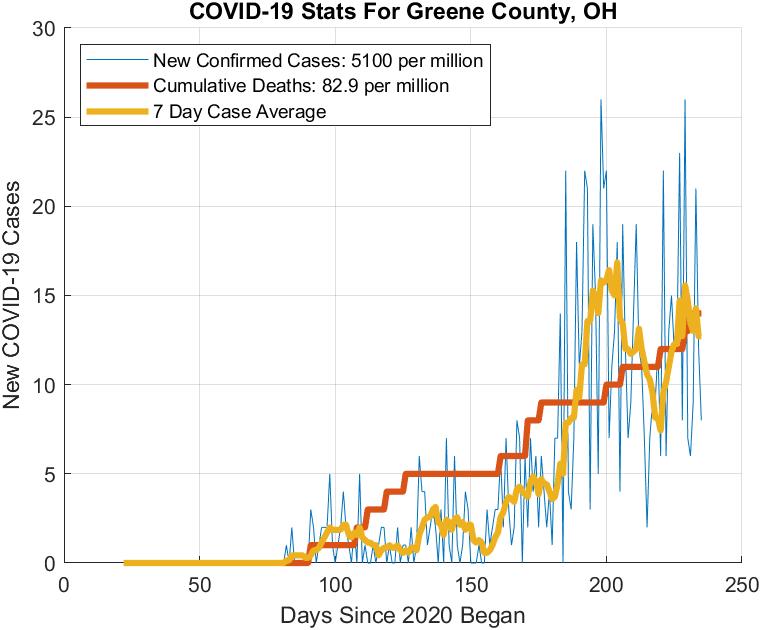 COVID-19 Stats For Greene County, OH
New Confirmed Cases: 5100 per million
Cumulative Deaths: 82.9 per million
7 Day Case Average
New COVID-19 Cases
30
25
20
15
10
5
0
0 50 100 150 200 250
Days Since 2020 Began